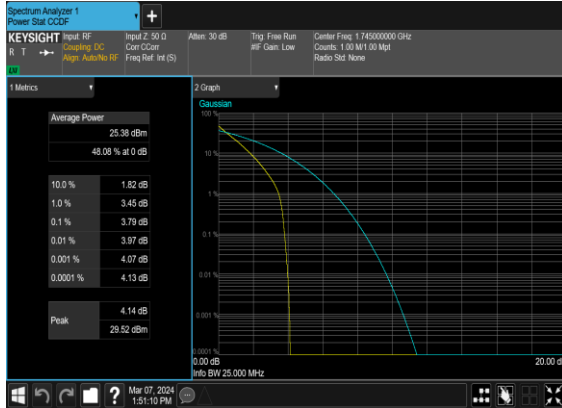 Spectrum Analyzer 1
Power Stat CCDF
+
KEYSIGHT
R T
Input: RF
Coupling: DC
Align: Auto/No RF
Input Z: 50 Ω
Corr CCorr
Freq Ref: Int (S)
Atten: 30 dB
Trig: Free Run
#IF Gain: Low
Center Freq: 1.745000000 GHz
Counts: 1.00 M/1.00 Mpt
Radio Std: None
1 Metrics
Average Power
25.38 dBm
48.08 % at 0 dB
10.0 % 1.82 dB
1.0 % 3.45 dB
0.1 % 3.79 dB
0.01 % 3.97 dB
0.001 % 4.07 dB
0.0001 % 4.13 dB
Peak
4.14 dB
29.52 dBm
2 Graph
Gaussian
100 %
10 %
1 %
0.1 %
0.01 %
0.001 %
0.0001 %
0.00 dB
20.00 d
Info BW 25.000 MHz
?
Mar 07, 2024
1:51:10 PM